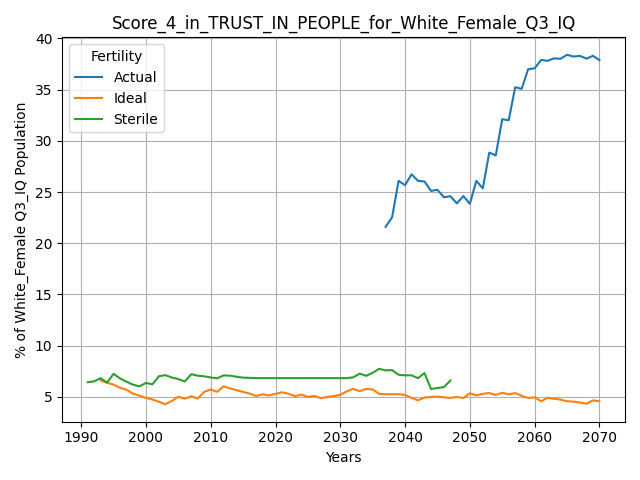 Score_4_in_TRUST_IN_PEOPLE_for_White_Female_Q3_IQ
Fertility
Actual
Ideal
Sterile
% of White_Female Q3_IQ Population
40
35
30
25
20
15
10
5
1990 2000 2010 2020 2030 2040 2050 2060 2070
Years